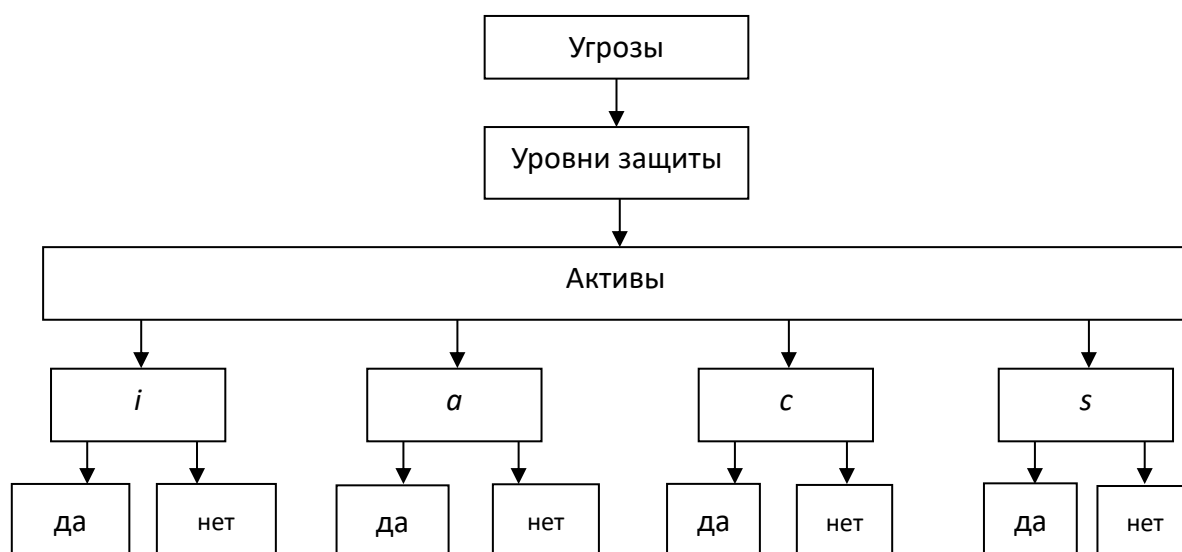 Угрозы
Уровни защиты
Активы
i a c s
да нет да нет да нет да нет